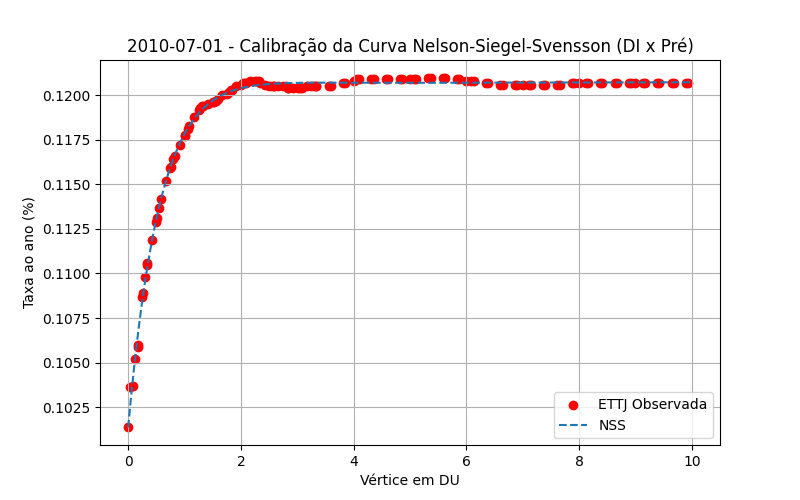 2010-07-01 - Calibração da Curva Nelson-Siegel-Svensson (DI x Pré)
Taxa ao ano (%)
0.1200
0.1175
0.1150
0.1125
0.1100
0.1075
0.1050
0.1025
ETTJ Observada
NSS
0 2 4 6 8 10
Vértice em DU